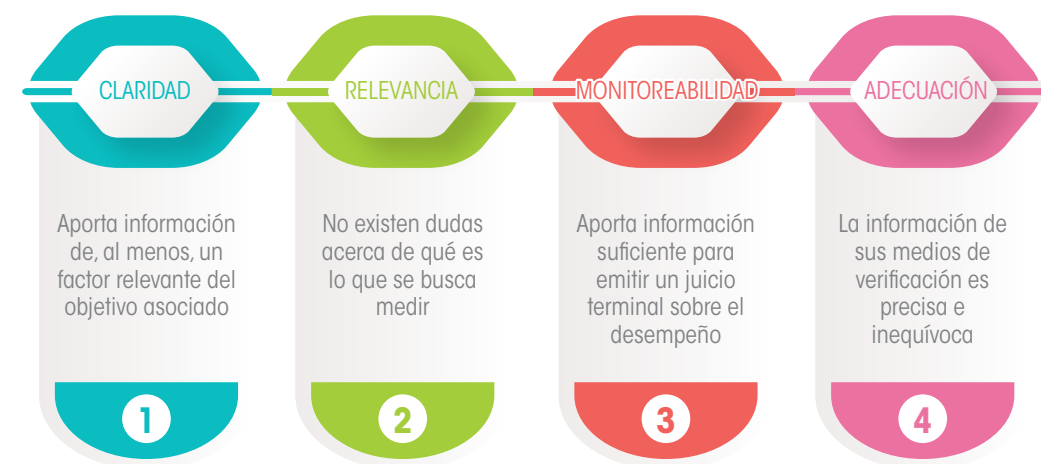 CLARIDAD
Aporta información
de, al menos, un
factor relevante del
objetivo asociado
1
RELEVANCIA
No existen dudas
acerca de qué es
lo que se busca
medir
2
MONITOREABILIDAD
Aporta información
suficiente para
emitir un juicio
terminal sobre el
desempeño
3
ADECUACIÓN
La información de
sus medios de
verificación es
precisa e
inequívoca
4